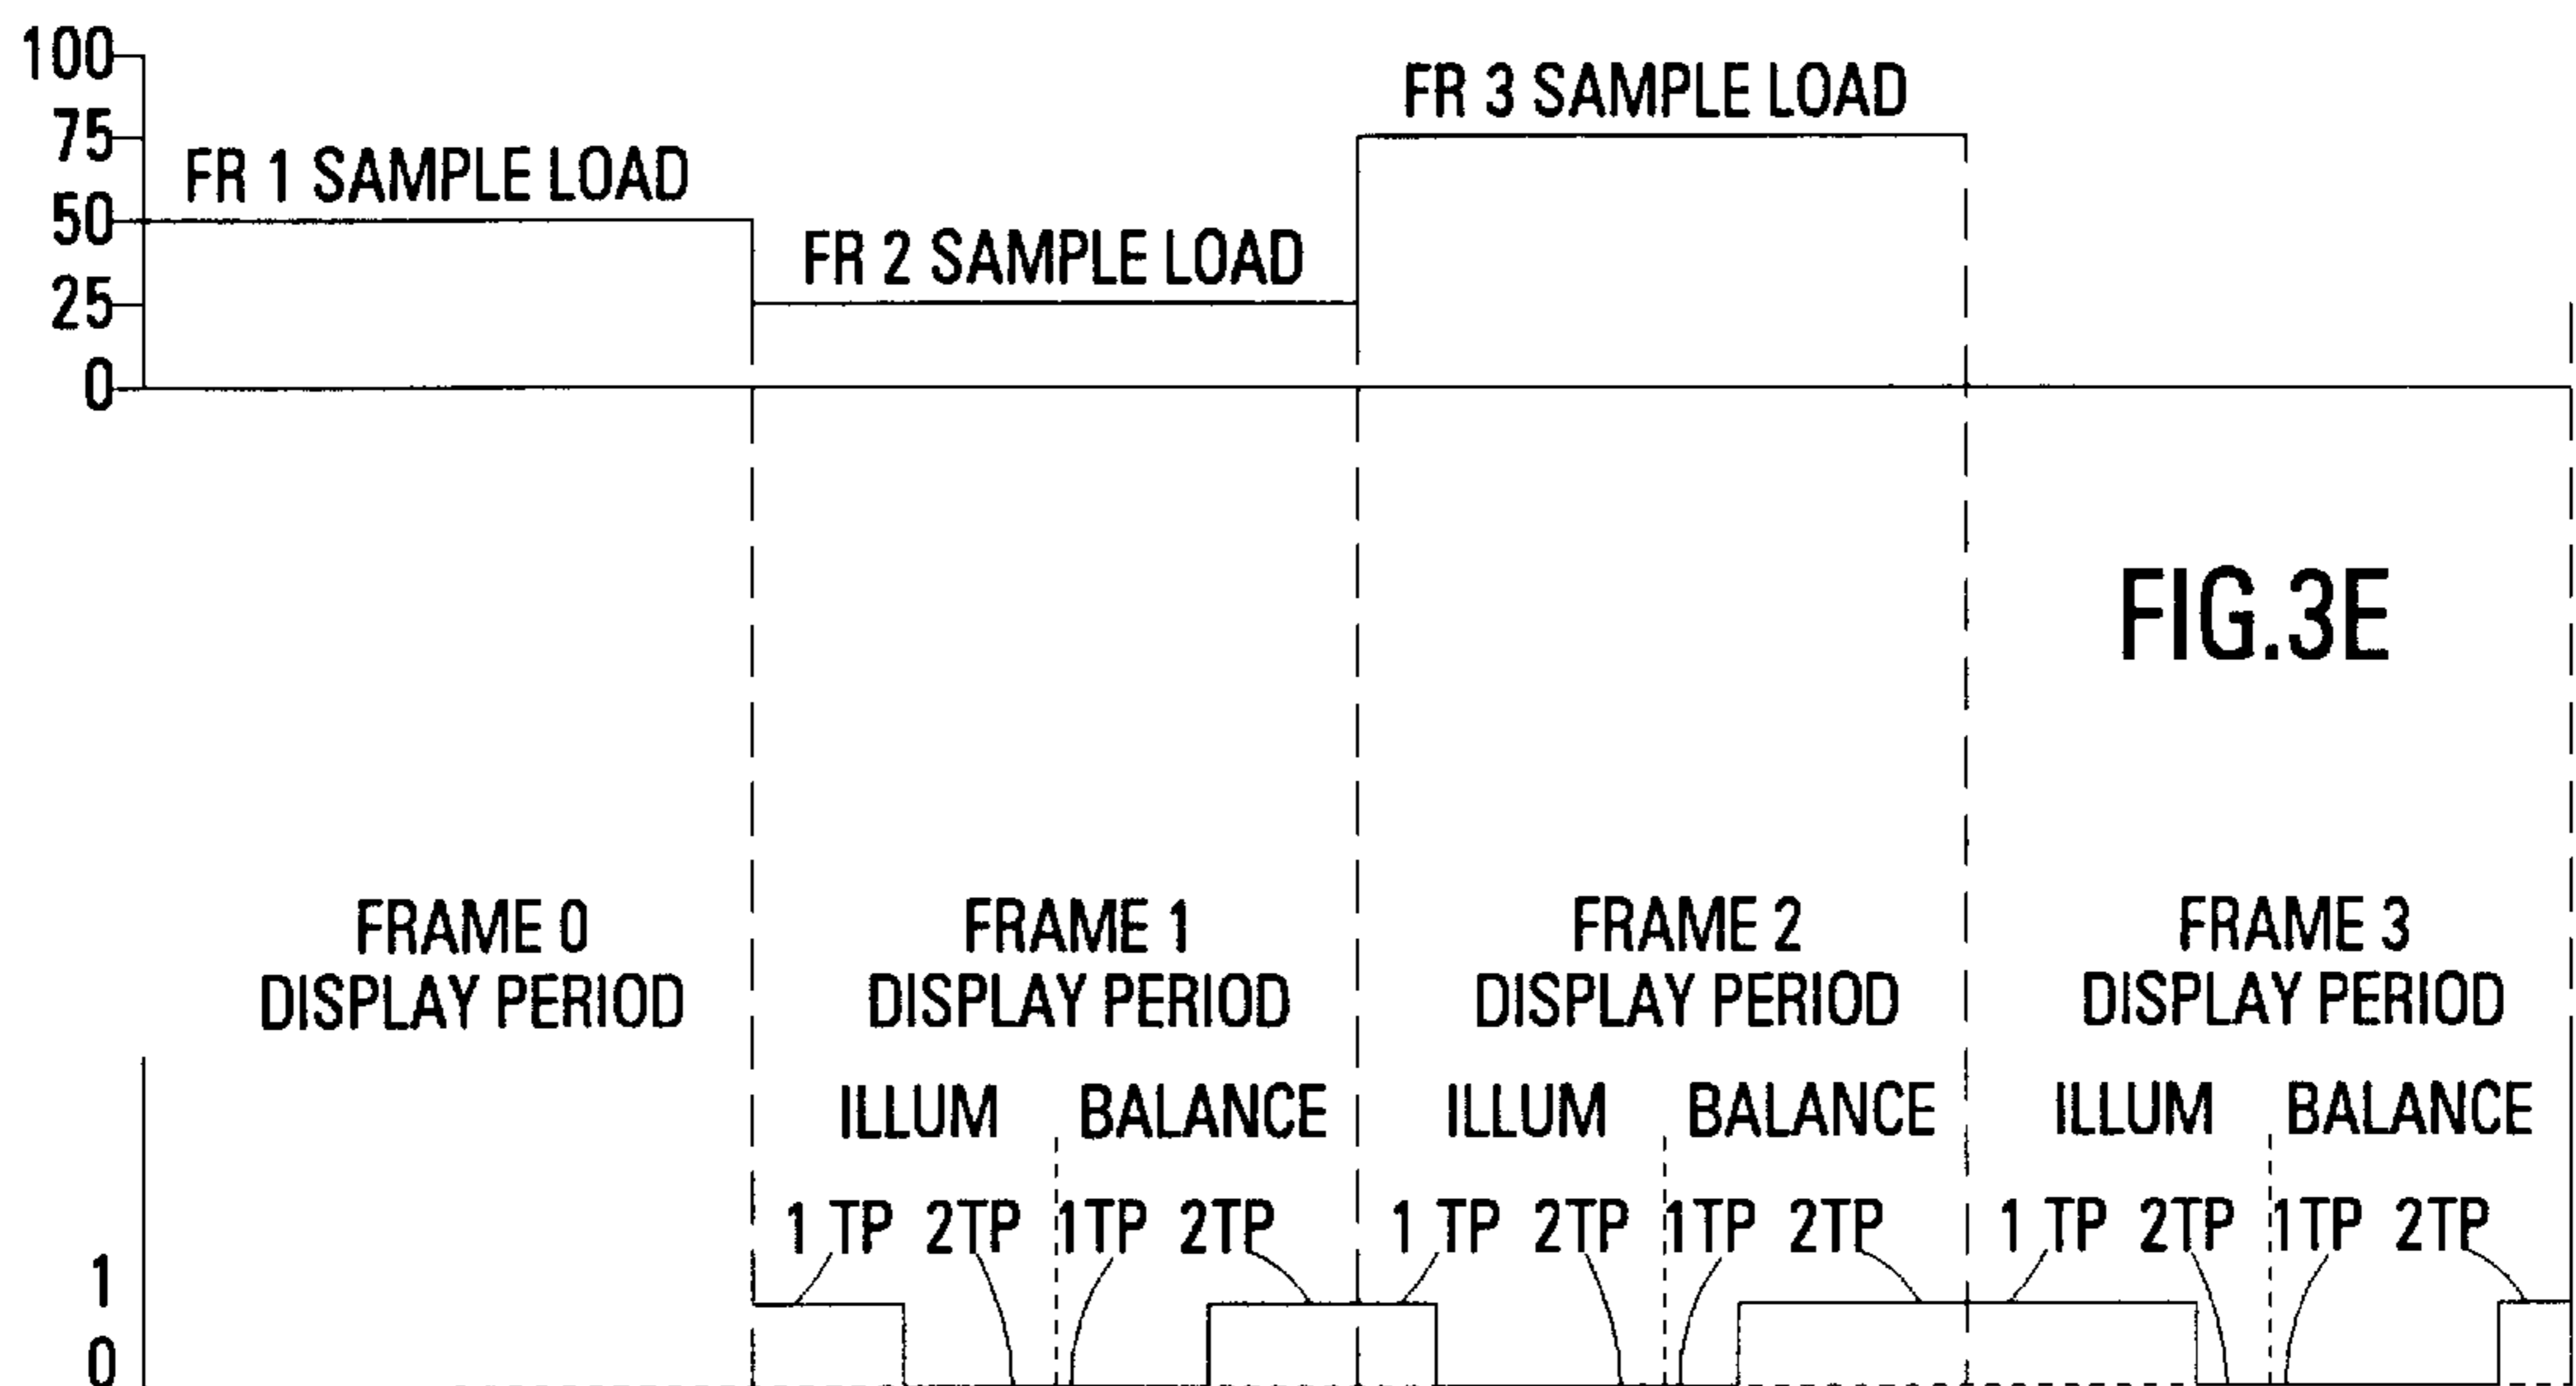 100
75
50
25
0
FR 1 SAMPLE LOAD
FR 2 SAMPLE LOAD
FR 3 SAMPLE LOAD
FIG.3E
FRAME 0
DISPLAY PERIOD
FRAME 1
DISPLAY PERIOD
FRAME 2
DISPLAY PERIOD
FRAME 3
DISPLAY PERIOD
ILLUM BALANCE ILLUM BALANCE ILLUM BALANCE
1 TP 2TP 1TP 2TP 1 TP 2TP 1TP 2TP 1 TP 2TP 1TP 2TP
1
0